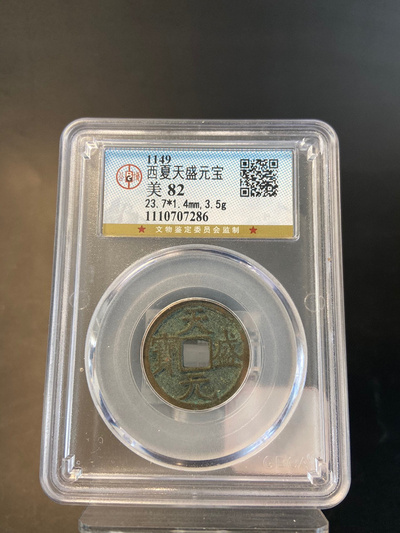 1149
西夏天盛元宝
美 82
23.7*1.4mm,3.5g
1110707286
★ 文物鉴定委员会监制 ★
天
寶 盛
元